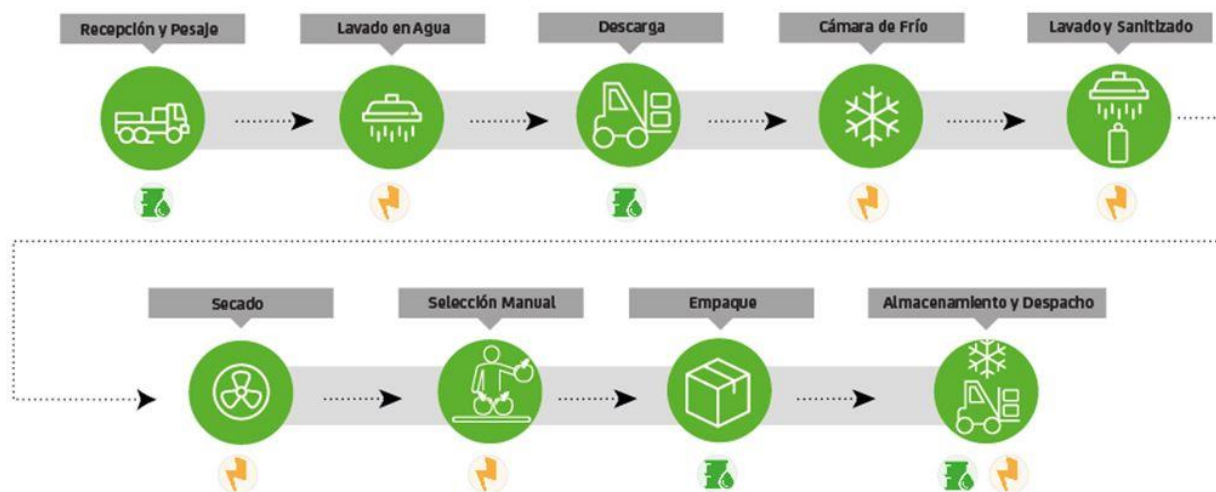 Recepción y Pesaje
Lavado en Agua
Descarga
Cámara de Frío
Lavado y Sanitizado
Secado
Selección Manual
Empaque
Almacenamiento y Despacho